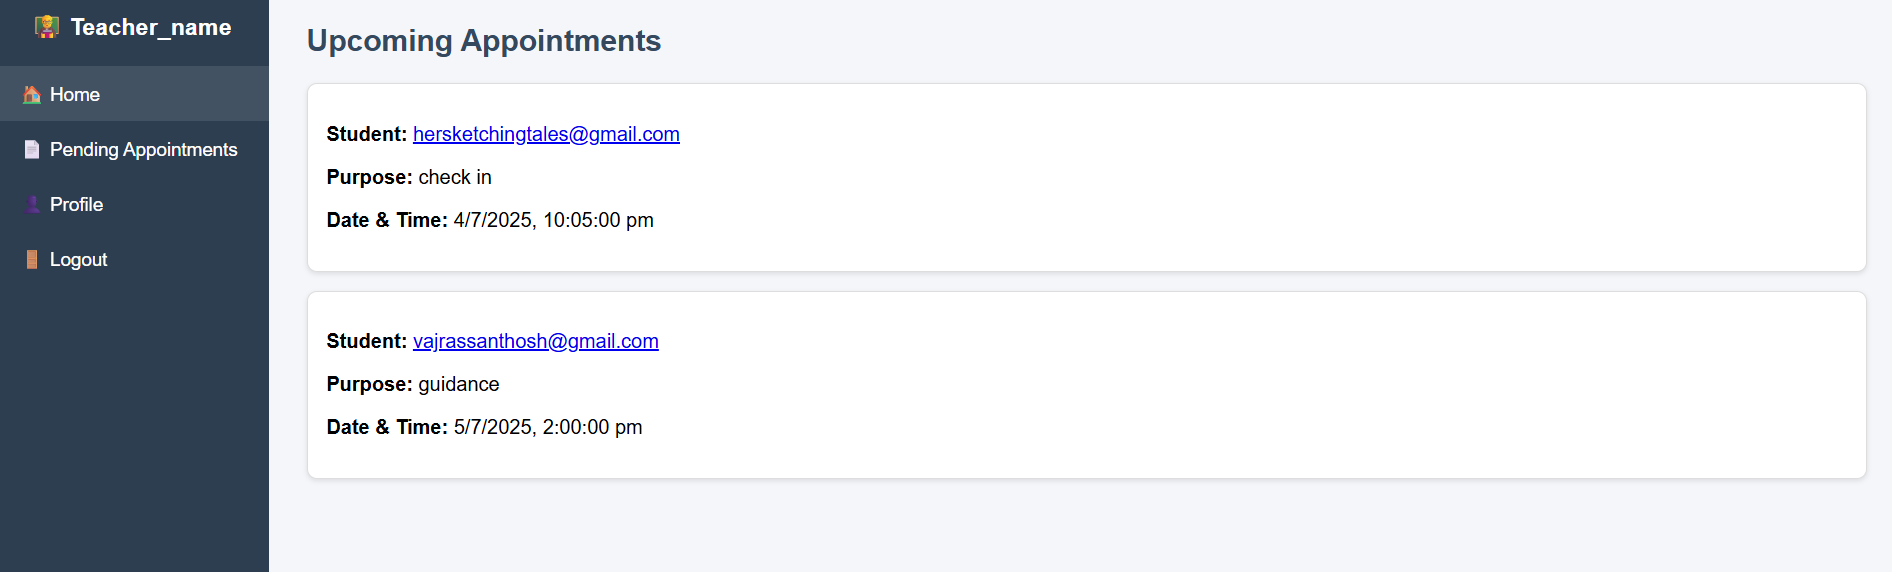 Teacher_name
Home
Pending Appointments
Profile
Logout
Upcoming Appointments
Student: hersketchingtales@gmail.com
Purpose: check in
Date & Time: 4/7/2025, 10:05:00 pm
Student: vajrassanthosh@gmail.com
Purpose: guidance
Date & Time: 5/7/2025, 2:00:00 pm